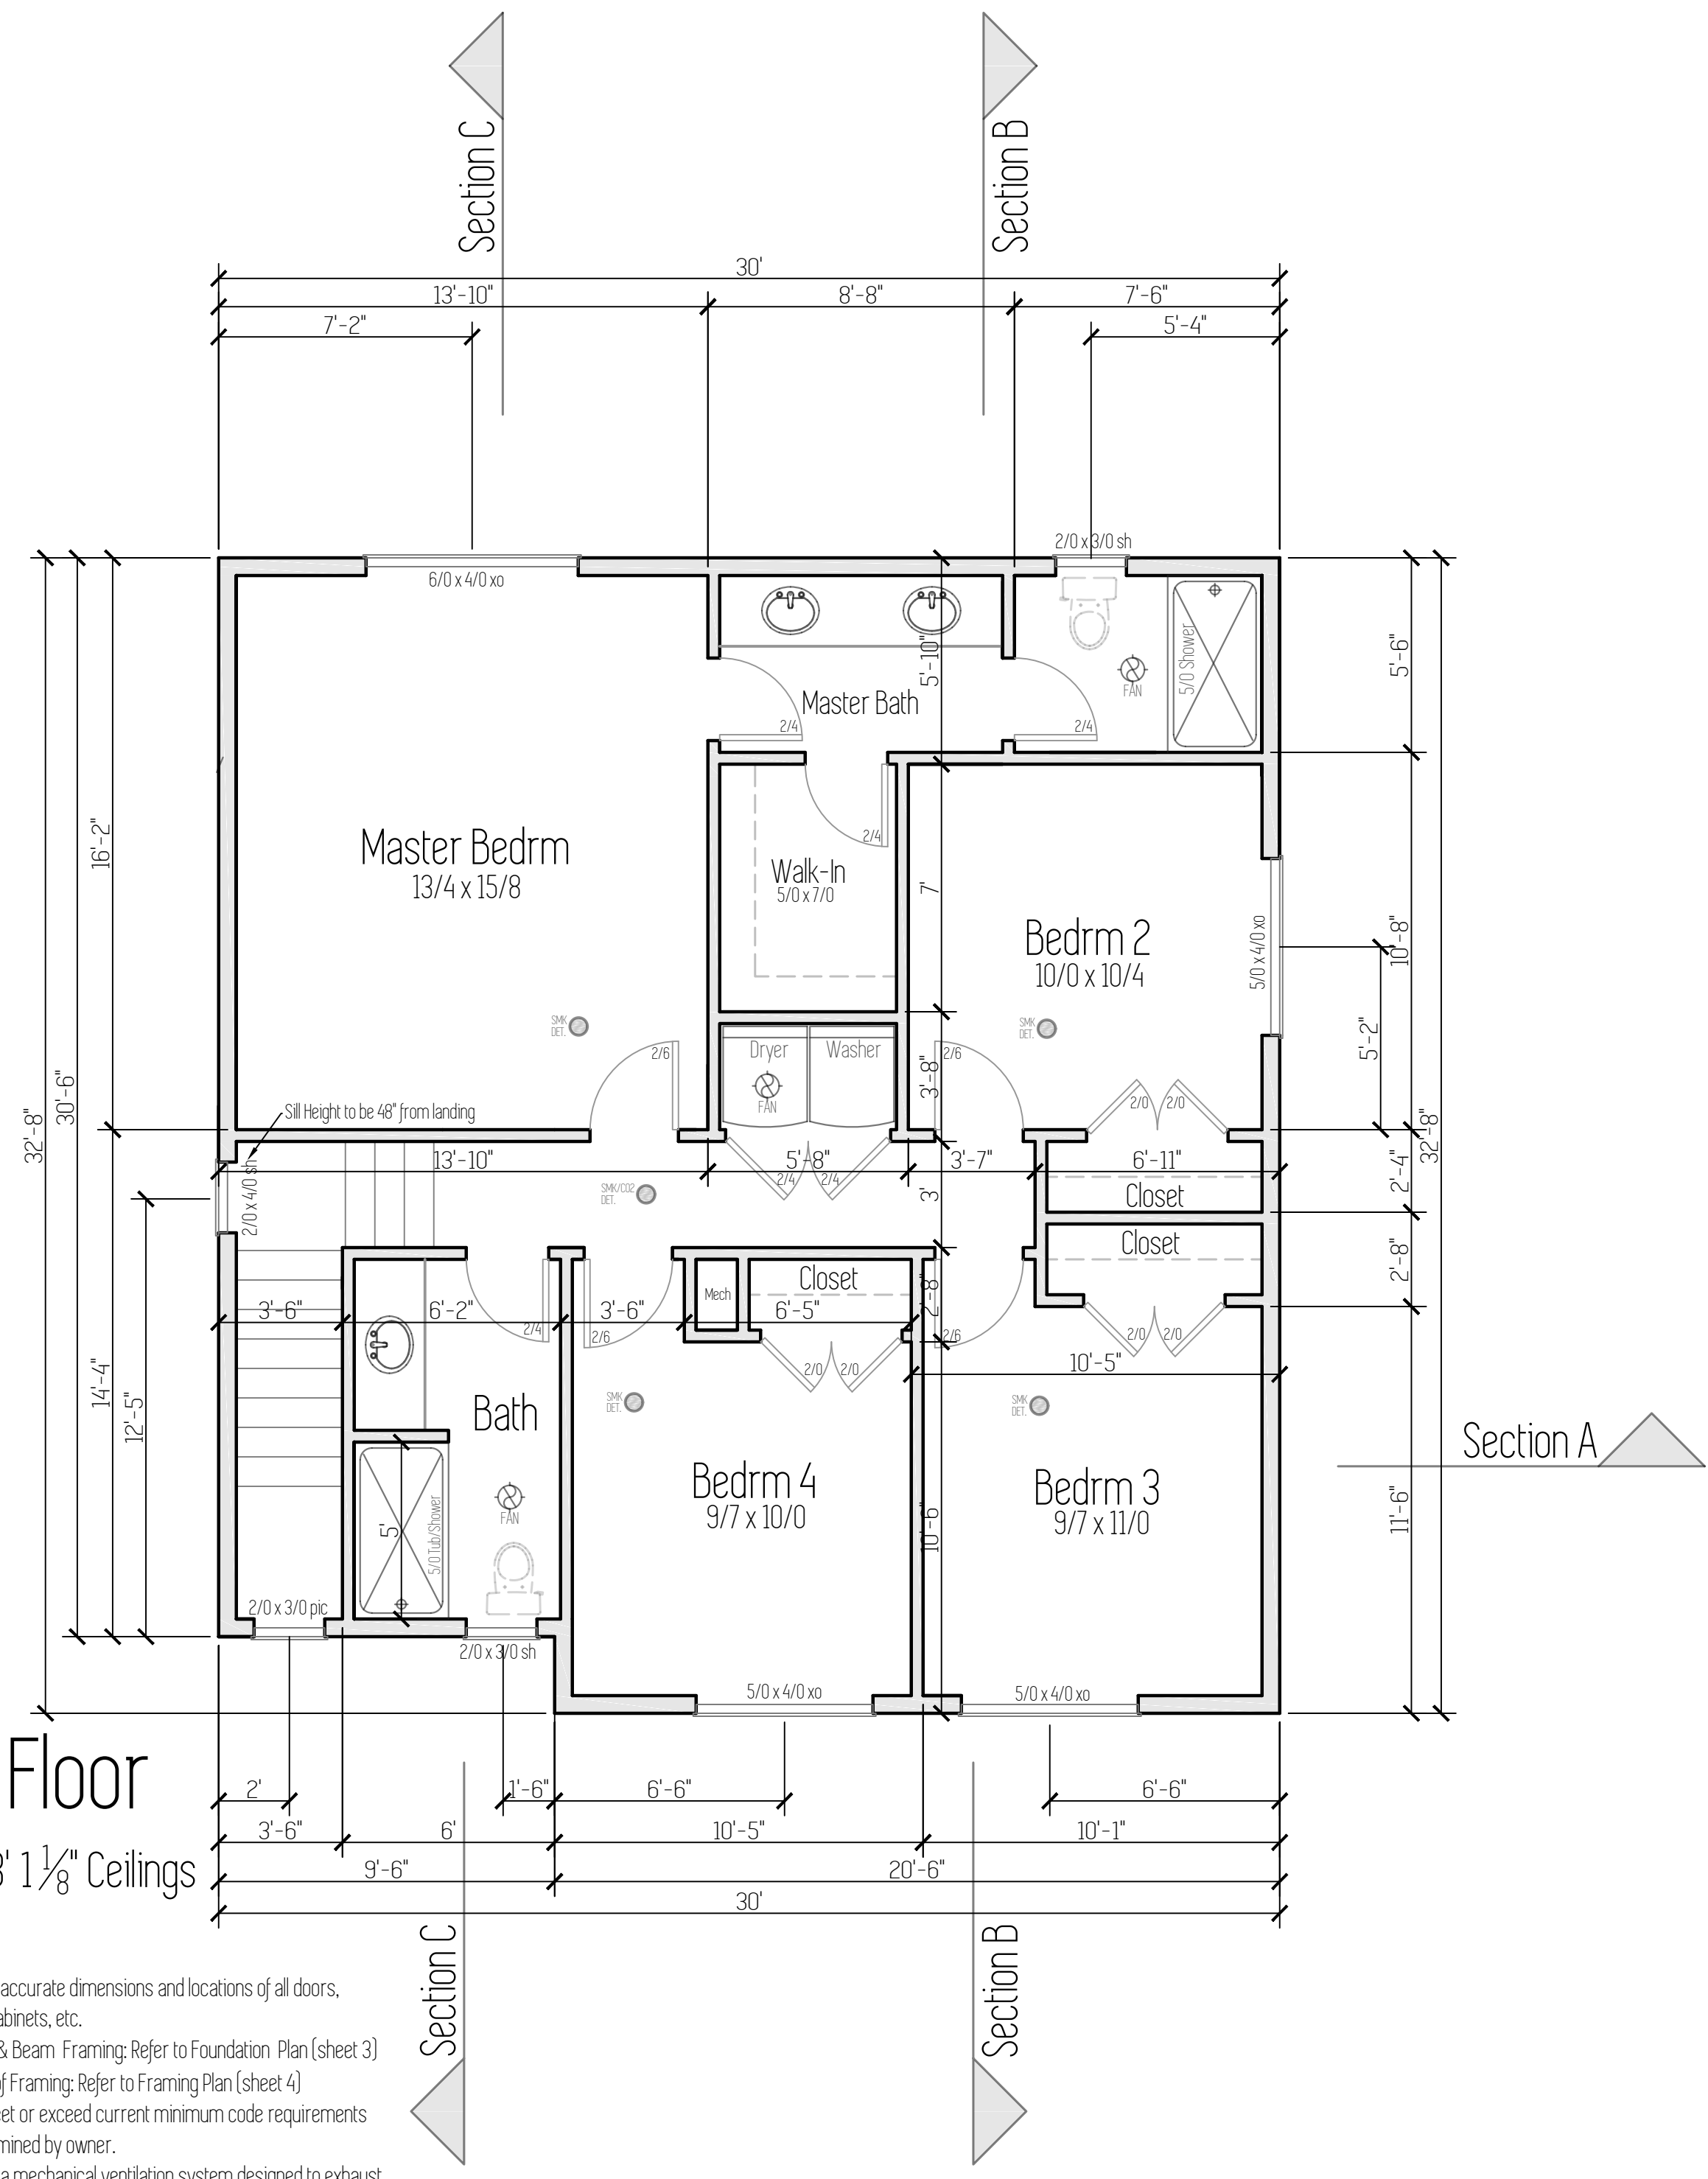 Section C
Section B
30'
13'-10"
8'-8"
7'-6"
7'-2"
5'-4"
2/0 x 3/0 sh
6/0 x 4/0 xo
5'-10"
5/0 Shower
FAN
5'-6"
Master Bath
2/4
2/4
16'-2"
Master Bedrm
13/4 x 15/8
2/4
Walk-In
5/0 x 7/0
7'
Bedrm 2
10/0 x 10/4
5/0 x 4/0 xo
10'-8"
5'-2"
SMK
DET.
SMK
DET.
2/6
Dryer
Washer
FAN
2/6
3'-8"
2/0
2/0
32'-8"
30'-6"
Sill Height to be 48" from landing
32'-8"
13'-10"
5'-8"
3'-7"
6'-11"
2/4
2/4
2/0 x 4/0 sh
SMK/CO2
DET.
3'
Closet
2'-4"
Closet
2'-8"
Mech
Closet
2'-8"
3'-6"
6'-2"
3'-6"
6'-5"
2/4
2/6
2/6
2/0
2/0
2/0
2/0
10'-5"
14'-4"
12'-5"
SMK
DET.
SMK
DET.
Bath
Section A
Bedrm 4
9/7 x 10/0
Bedrm 3
9/7 x 11/0
5'
5/0 Tub/Shower
FAN
10'-6"
11'-6"
2/0 x 3/0 pic
2/0 x 3/0 sh
5/0 x 4/0 xo
5/0 x 4/0 xo
Floor
2'
1'-6"
6'-6"
6'-6"
3'-6"
6'
10'-5"
10'-1"
' 1 1/8" Ceilings
9'-6"
20'-6"
30'
Section C
Section B
accurate dimensions and locations of all doors,
abinets, etc.
& Beam Framing: Refer to Foundation Plan (sheet 3)
of Framing: Refer to Framing Plan (sheet 4)
eet or exceed current minimum code requirements
mined by owner.
a mechanical ventilation system designed to exhaust